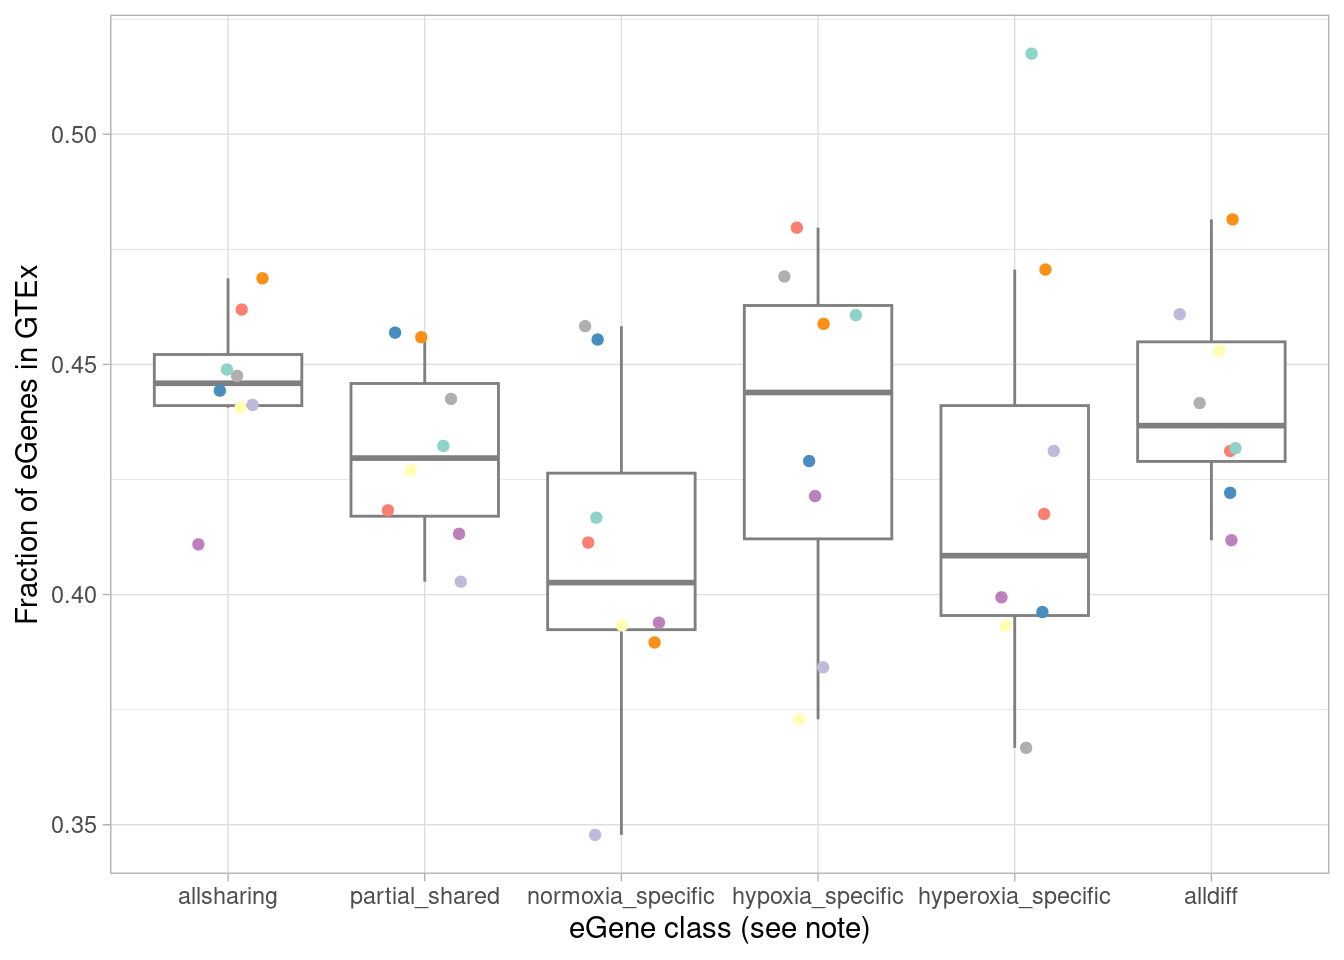 Fraction of eGenes in GTEx
0.50
0.45
0.40
0.35
allsharing partial_shared normoxia_specific hypoxia_specific hyperoxia_specific alldiff
eGene class (see note)